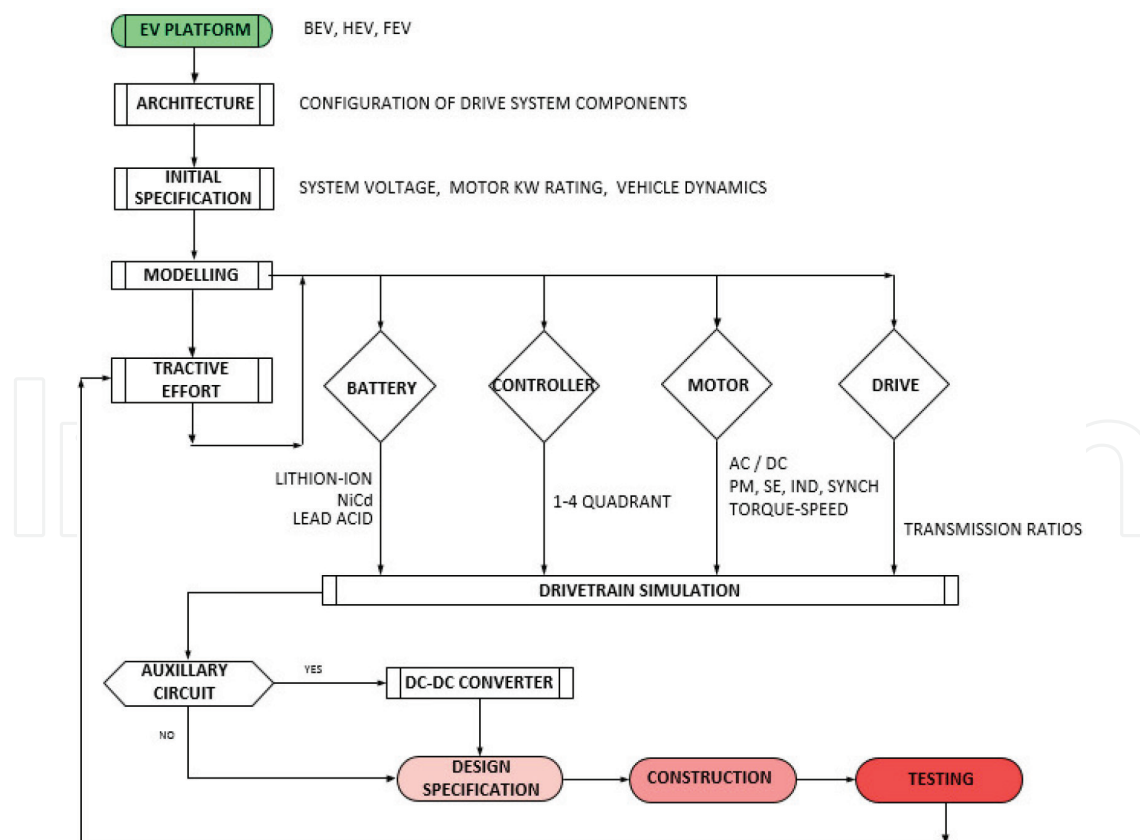 EV PLATFORM
BEV, HEV, FEV
ARCHITECTURE
CONFIGURATION OF DRIVE SYSTEM COMPONENTS
INITIAL
SPECIFICATION
SYSTEM VOLTAGE, MOTOR KW RATING, VEHICLE DYNAMICS
MODELLING
TRACTIVE
EFFORT
BATTERY
CONTROLLER
MOTOR
DRIVE
LITHION-ION
NiCd
LEAD ACID
1-4 QUADRANT
AC / DC
PM, SE, IND, SYNCH
TORQUE-SPEED
TRANSMISSION RATIOS
DRIVETRAIN SIMULATION
AUXILLARY
CIRCUIT
YES
DC-DC CONVERTER
NO
DESIGN
SPECIFICATION
CONSTRUCTION
TESTING